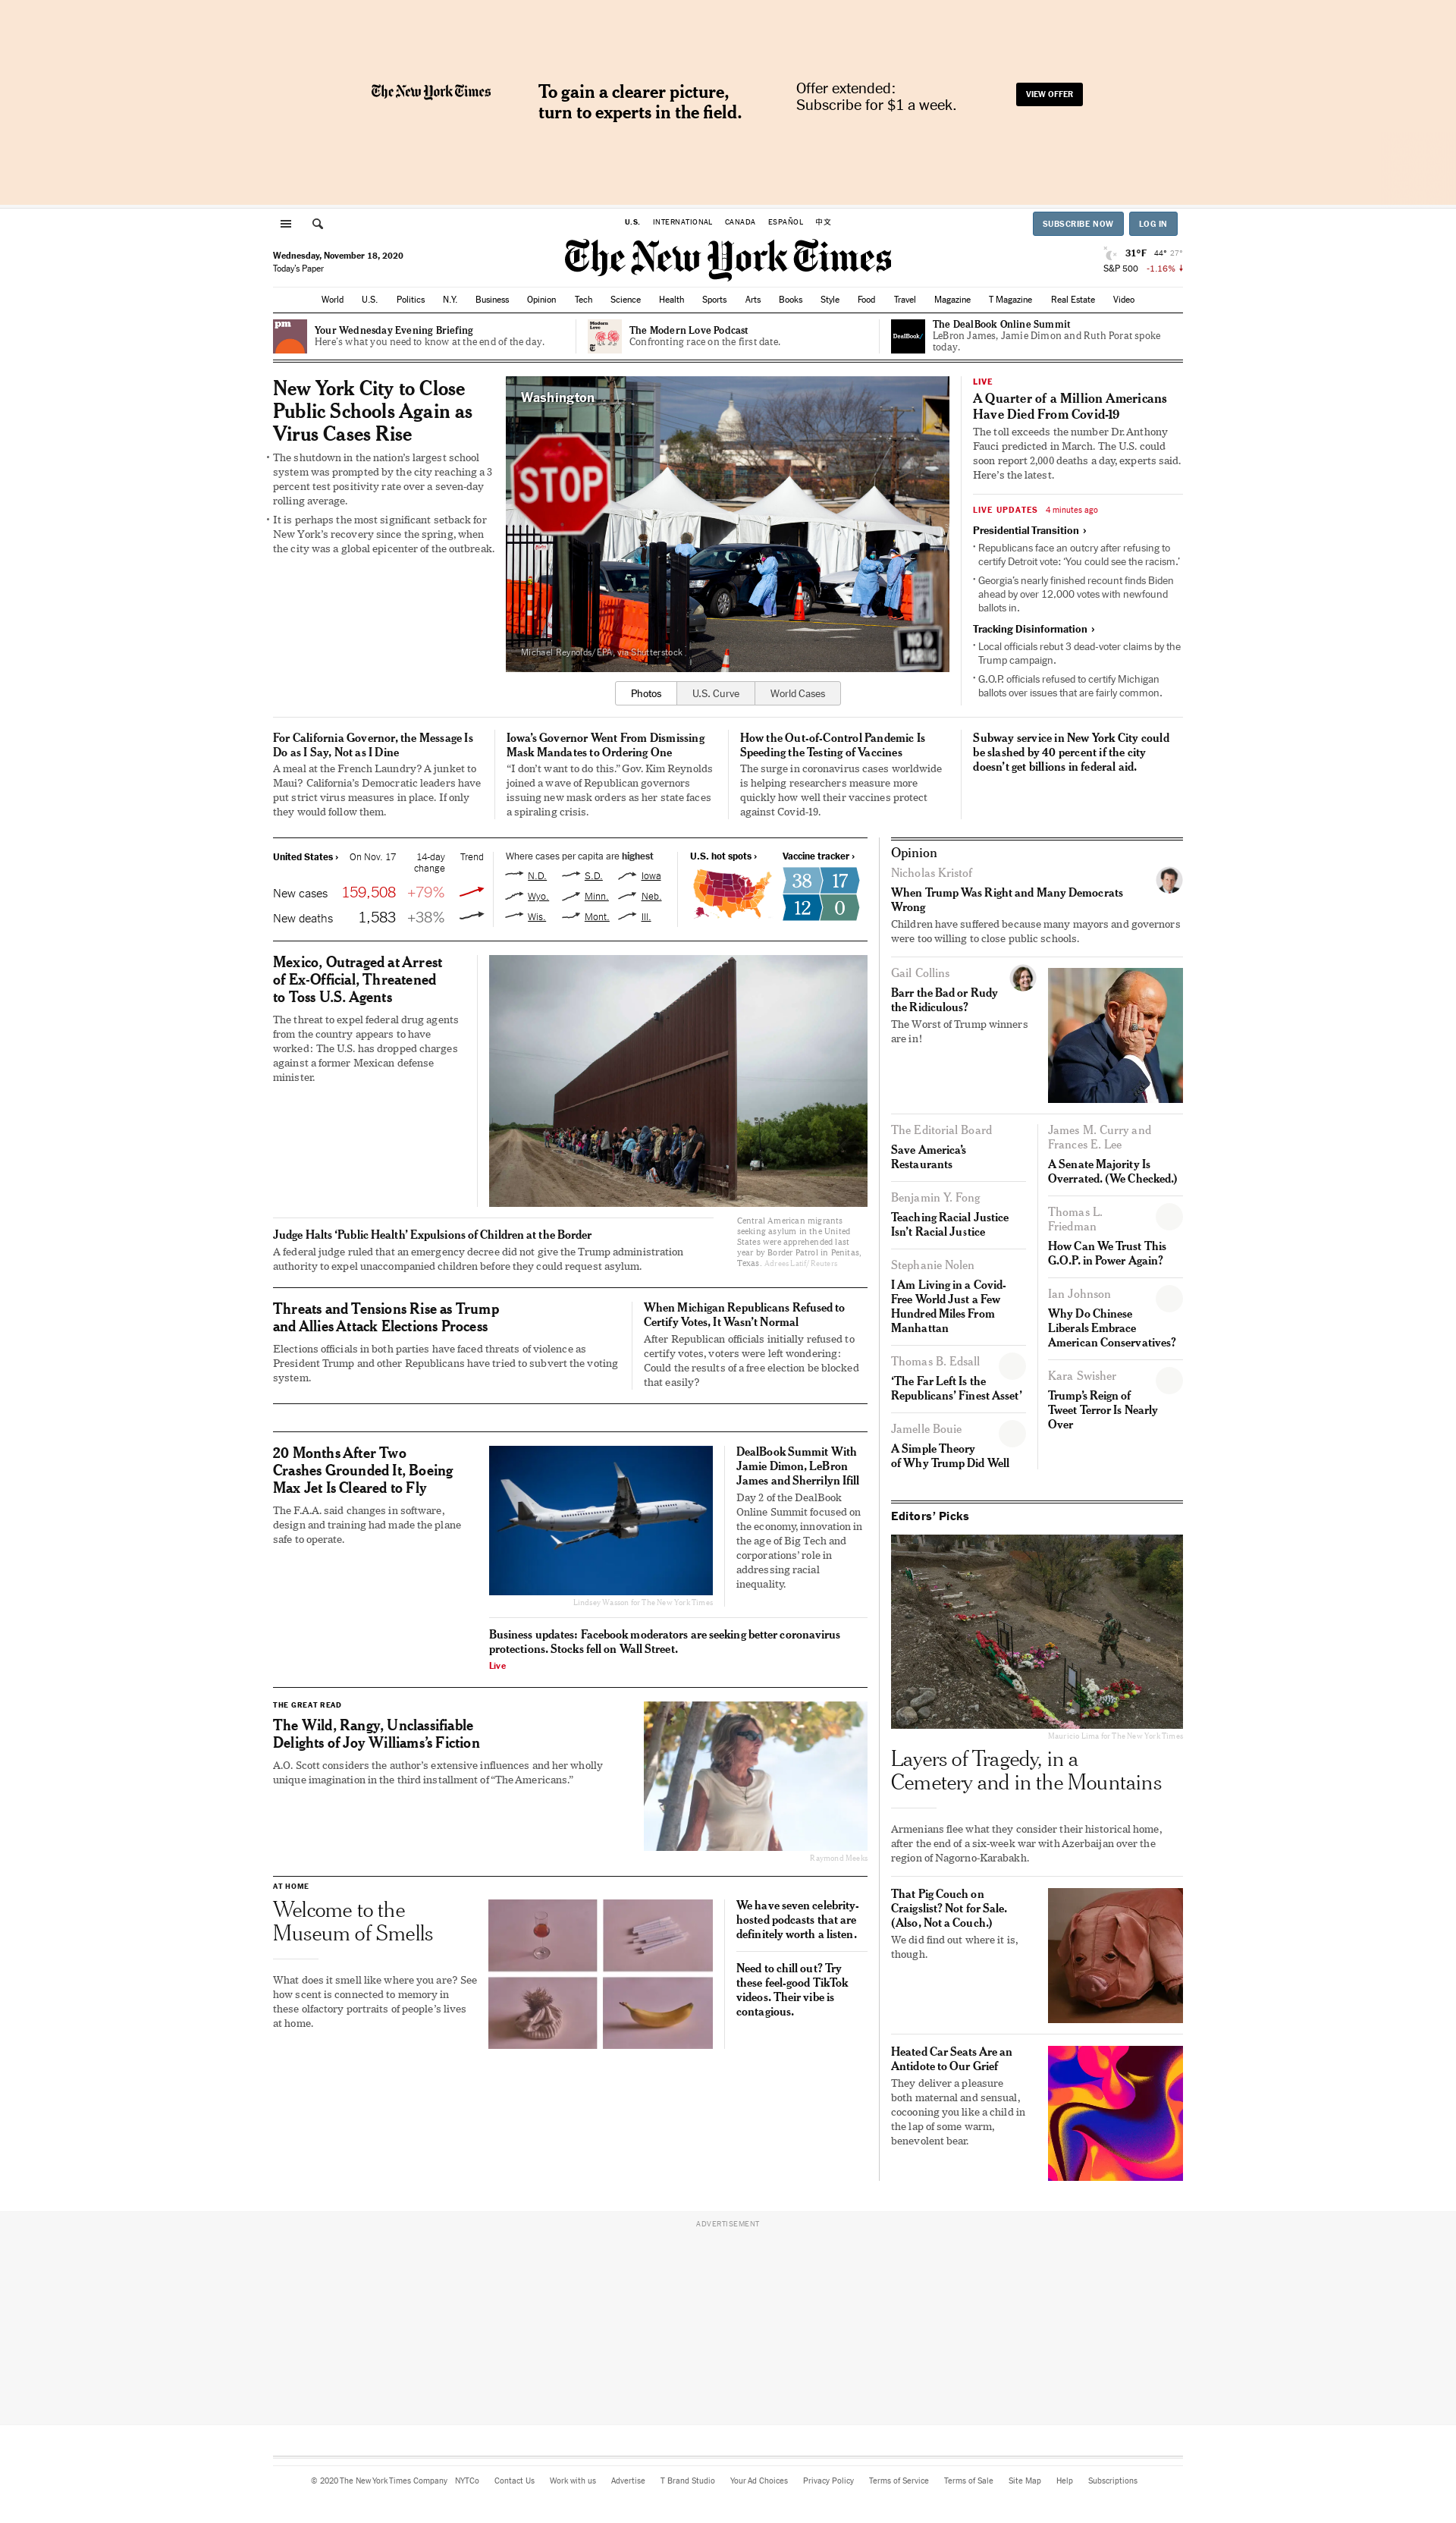 The New York Times
To gain a clearer picture,
turn to experts in the field.
Offer extended:
Subscribe for $1 a week.
VIEW OFFER
U.S. INTERNATIONAL CANADA ESPAÑOL 中文
SUBSCRIBE NOW LOG IN
Wednesday, November 18, 2020
Today's Paper
The New York Times
31°F 44° 27°
S&P 500 -1.16%
World U.S. Politics N.Y. Business Opinion Tech Science Health Sports Arts Books Style Food Travel Magazine T Magazine Real Estate Video
pm
Your Wednesday Evening Briefing
Here's what you need to know at the end of the day.
Modern
Love
The Modern Love Podcast
Confronting race on the first date.
DealBook/
The DealBook Online Summit
LeBron James, Jamie Dimon and Ruth Porat spoke
today.
New York City to Close
Public Schools Again as
Virus Cases Rise
• The shutdown in the nation's largest school
system was prompted by the city reaching a 3
percent test positivity rate over a seven-day
rolling average.
• It is perhaps the most significant setback for
New York's recovery since the spring, when
the city was a global epicenter of the outbreak.
Washington
STOP
NO
PARKING
Michael Reynolds/EPA, via Shutterstock
Photos U.S. Curve World Cases
LIVE
A Quarter of a Million Americans
Have Died From Covid-19
The toll exceeds the number Dr. Anthony
Fauci predicted in March. The U.S. could
soon report 2,000 deaths a day, experts said.
Here's the latest.
LIVE UPDATES 4 minutes ago
Presidential Transition ›
• Republicans face an outcry after refusing to
certify Detroit vote: 'You could see the racism.'
• Georgia's nearly finished recount finds Biden
ahead by over 12,000 votes with newfound
ballots in.
Tracking Disinformation ›
• Local officials rebut 3 dead-voter claims by the
Trump campaign.
• G.O.P. officials refused to certify Michigan
ballots over issues that are fairly common.
For California Governor, the Message Is
Do as I Say, Not as I Dine
A meal at the French Laundry? A junket to
Maui? California's Democratic leaders have
put strict virus measures in place. If only
they would follow them.
Iowa's Governor Went From Dismissing
Mask Mandates to Ordering One
“I don't want to do this.” Gov. Kim Reynolds
joined a wave of Republican governors
issuing new mask orders as her state faces
a spiraling crisis.
How the Out-of-Control Pandemic Is
Speeding the Testing of Vaccines
The surge in coronavirus cases worldwide
is helping researchers measure more
quickly how well their vaccines protect
against Covid-19.
Subway service in New York City could
be slashed by 40 percent if the city
doesn't get billions in federal aid.
United States › On Nov. 17 14-day
change Trend
New cases 159,508 +79%
New deaths 1,583 +38%
Where cases per capita are highest
N.D. S.D. Iowa
Wyo. Minn. Neb.
Wis. Mont. Ill.
U.S. hot spots ›
Vaccine tracker ›
38 17
12 0
Mexico, Outraged at Arrest
of Ex-Official, Threatened
to Toss U.S. Agents
The threat to expel federal drug agents
from the country appears to have
worked: The U.S. has dropped charges
against a former Mexican defense
minister.
Judge Halts ‘Public Health’ Expulsions of Children at the Border
A federal judge ruled that an emergency decree did not give the Trump administration
authority to expel unaccompanied children before they could request asylum.
Central American migrants
seeking asylum in the United
States were apprehended last
year by Border Patrol in Penitas,
Texas. Adrees Latif/Reuters
Threats and Tensions Rise as Trump
and Allies Attack Elections Process
Elections officials in both parties have faced threats of violence as
President Trump and other Republicans have tried to subvert the voting
system.
When Michigan Republicans Refused to
Certify Votes, It Wasn't Normal
After Republican officials initially refused to
certify votes, voters were left wondering:
Could the results of a free election be blocked
that easily?
20 Months After Two
Crashes Grounded It, Boeing
Max Jet Is Cleared to Fly
The F.A.A. said changes in software,
design and training had made the plane
safe to operate.
Lindsey Wasson for The New York Times
DealBook Summit With
Jamie Dimon, LeBron
James and Sherrilyn Ifill
Day 2 of the DealBook
Online Summit focused on
the economy, innovation in
the age of Big Tech and
corporations' role in
addressing racial
inequality.
Business updates: Facebook moderators are seeking better coronavirus
protections. Stocks fell on Wall Street.
Live
THE GREAT READ
The Wild, Rangy, Unclassifiable
Delights of Joy Williams's Fiction
A.O. Scott considers the author's extensive influences and her wholly
unique imagination in the third installment of “The Americans.”
Raymond Meeks
AT HOME
Welcome to the
Museum of Smells
What does it smell like where you are? See
how scent is connected to memory in
these olfactory portraits of people's lives
at home.
We have seven celebrity-
hosted podcasts that are
definitely worth a listen.
Need to chill out? Try
these feel-good TikTok
videos. Their vibe is
contagious.
Opinion
Nicholas Kristof
When Trump Was Right and Many Democrats
Wrong
Children have suffered because many mayors and governors
were too willing to close public schools.
Gail Collins
Barr the Bad or Rudy
the Ridiculous?
The Worst of Trump winners
are in!
The Editorial Board
Save America's
Restaurants
Benjamin Y. Fong
Teaching Racial Justice
Isn't Racial Justice
Stephanie Nolen
I Am Living in a Covid-
Free World Just a Few
Hundred Miles From
Manhattan
Thomas B. Edsall
‘The Far Left Is the
Republicans’ Finest Asset’
Jamelle Bouie
A Simple Theory
of Why Trump Did Well
James M. Curry and
Frances E. Lee
A Senate Majority Is
Overrated. (We Checked.)
Thomas L.
Friedman
How Can We Trust This
G.O.P. in Power Again?
Ian Johnson
Why Do Chinese
Liberals Embrace
American Conservatives?
Kara Swisher
Trump's Reign of
Tweet Terror Is Nearly
Over
Editors' Picks
Mauricio Lima for The New York Times
Layers of Tragedy, in a
Cemetery and in the Mountains
Armenians flee what they consider their historical home,
after the end of a six-week war with Azerbaijan over the
region of Nagorno-Karabakh.
That Pig Couch on
Craigslist? Not for Sale.
(Also, Not a Couch.)
We did find out where it is,
though.
Heated Car Seats Are an
Antidote to Our Grief
They deliver a pleasure
both maternal and sensual,
cocooning you like a child in
the lap of some warm,
benevolent bear.
ADVERTISEMENT
© 2020 The New York Times Company NYTCo Contact Us Work with us Advertise T Brand Studio Your Ad Choices Privacy Policy Terms of Service Terms of Sale Site Map Help Subscriptions